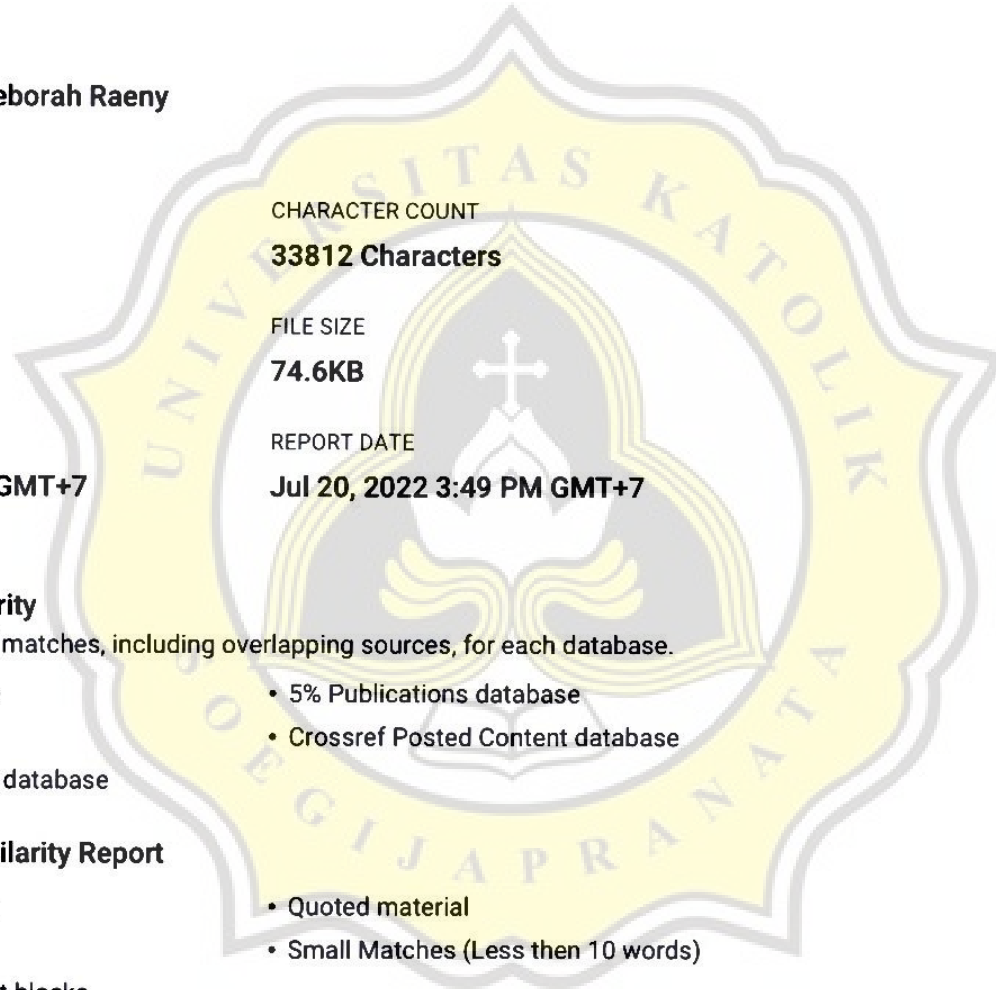 eborah Raeny
CHARACTER COUNT
33812 Characters
FILE SIZE
74.6KB
REPORT DATE
GMT+7
Jul 20, 2022 3:49 PM GMT+7
rity
matches, including overlapping sources, for each database.
• 5% Publications database
• Crossref Posted Content database
database
ilarity Report
• Quoted material
• Small Matches (Less then 10 words)
t blocks
UNIVERSITAS KATOLIK
SOEGIJAPRANATA